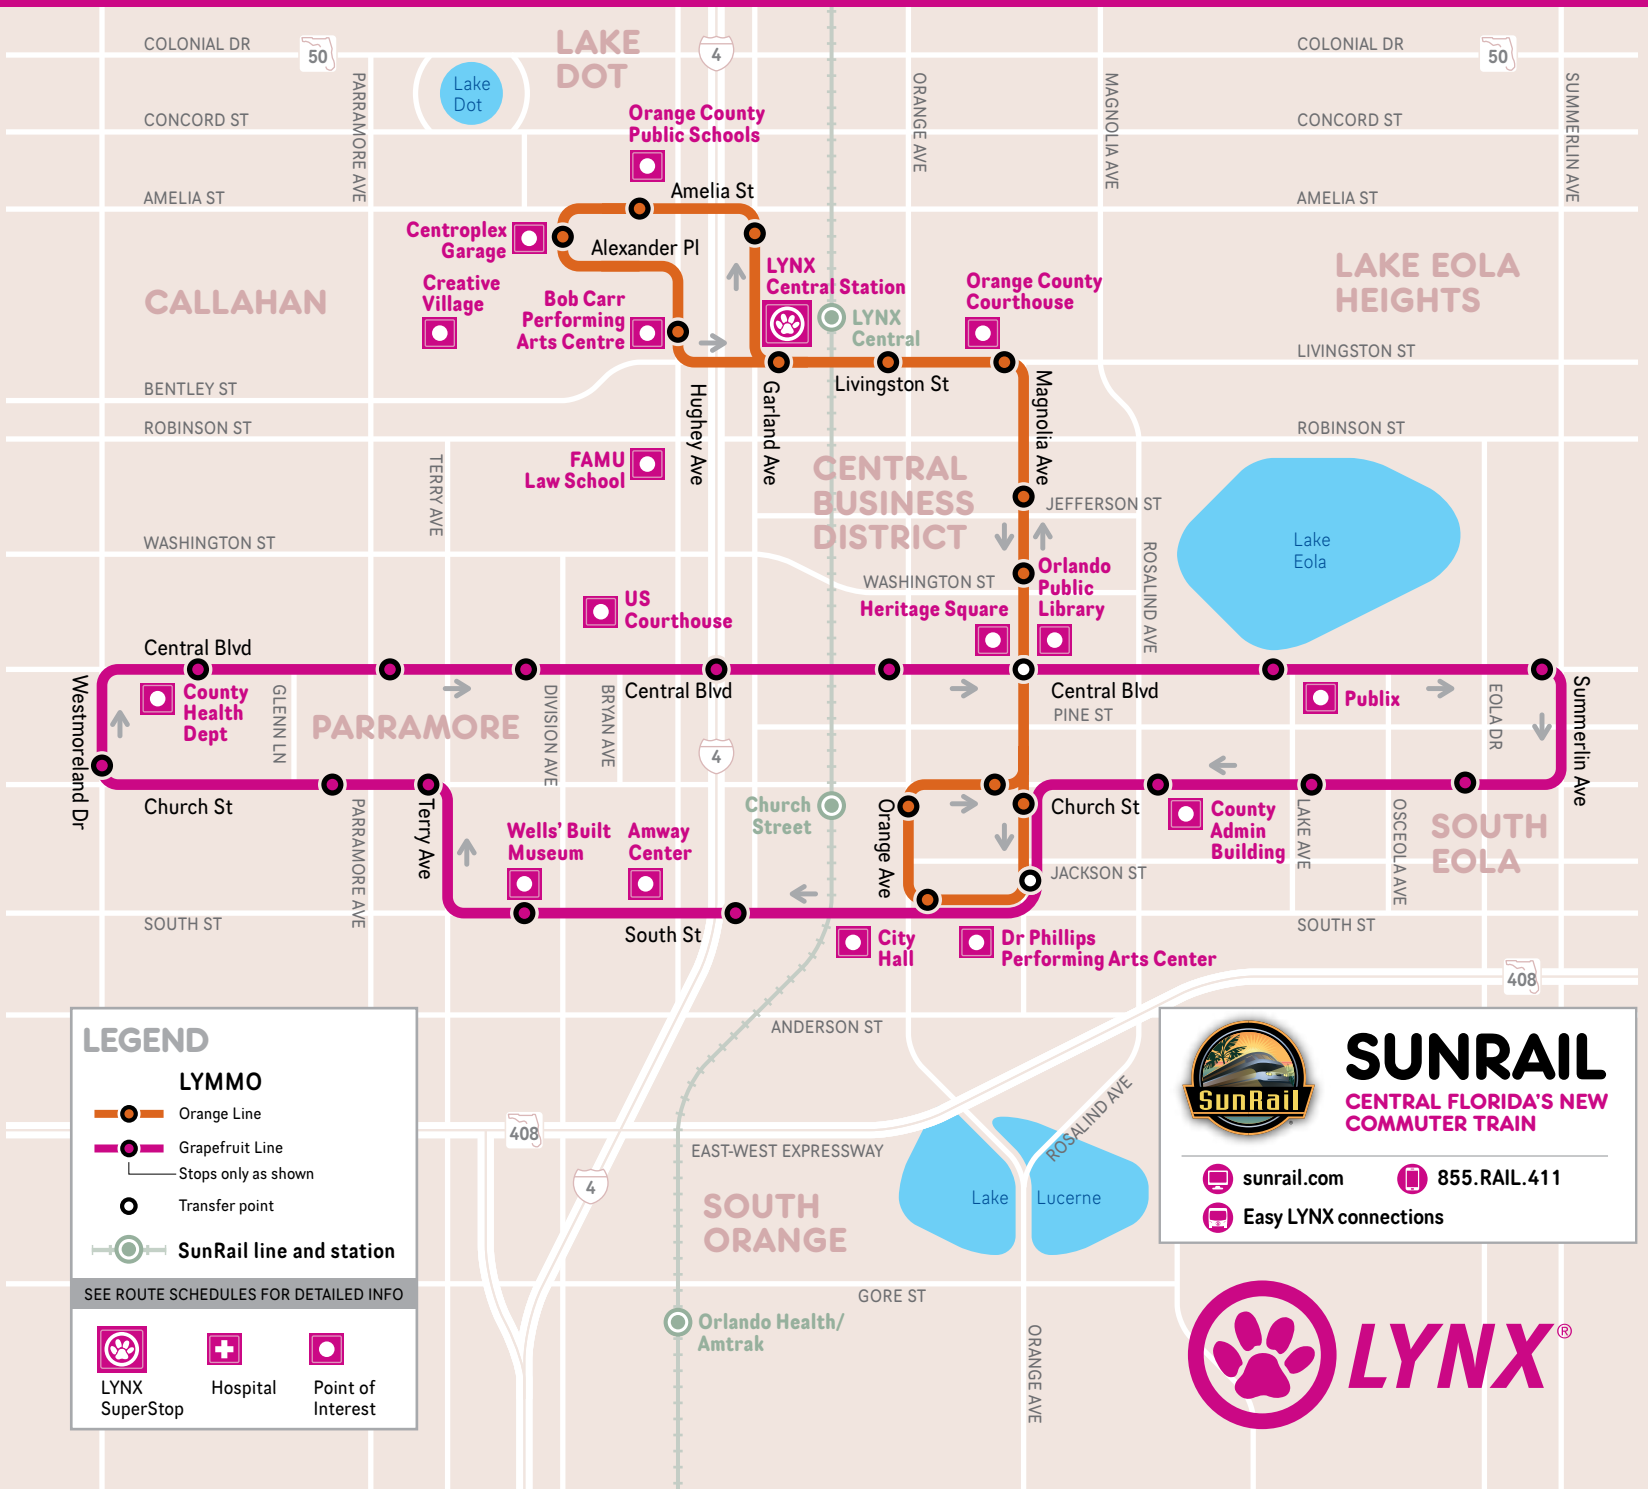 COLONIAL DR
50
LAKE
DOT
4
COLONIAL DR
50
Lake
Dot
PARRAMORE AVE
ORANGE AVE
MAGNOLIA AVE
SUMMERLIN AVE
CONCORD ST
Orange County
Public Schools
CONCORD ST
AMELIA ST
Amelia St
AMELIA ST
Centroplex
Garage
Alexander Pl
CALLAHAN
Creative
Village
Bob Carr
Performing
Arts Centre
LYNX
Central Station
LYNX
Central
Orange County
Courthouse
LAKE EOLA
HEIGHTS
LIVINGSTON ST
BENTLEY ST
Hughey Ave
Garland Ave
Livingston St
Magnolia Ave
ROBINSON ST
ROBINSON ST
TERRY AVE
FAMU
Law School
CENTRAL
BUSINESS
DISTRICT
JEFFERSON ST
WASHINGTON ST
Lake
Eola
ROSALIND AVE
WASHINGTON ST
Orlando
Public
Library
Heritage Square
US
Courthouse
Central Blvd
Westmoreland Dr
County
Health
Dept
GLENN LN
PARRAMORE
DIVISION AVE
BRYAN AVE
Central Blvd
4
Central Blvd
PINE ST
Publix
EOLA DR
Summerlin Ave
Church St
PARRAMORE AVE
Terry Ave
Wells' Built
Museum
Amway
Center
Church
Street
Orange Ave
Church St
County
Admin
Building
LAKE AVE
OSCEOLA AVE
SOUTH
EOLA
JACKSON ST
SOUTH ST
South St
City
Hall
Dr Phillips
Performing Arts Center
SOUTH ST
408
ANDERSON ST
408
EAST-WEST EXPRESSWAY
ROSALIND AVE
4
SOUTH
ORANGE
Lake
Lucerne
GORE ST
Orlando Health/
Amtrak
ORANGE AVE
LEGEND
LYMMO
Orange Line
Grapefruit Line
Stops only as shown
Transfer point
SunRail line and station
SEE ROUTE SCHEDULES FOR DETAILED INFO
LYNX
SuperStop
Hospital
Point of
Interest
SunRail
SUNRAIL
CENTRAL FLORIDA'S NEW
COMMUTER TRAIN
sunrail.com
855.RAIL.411
Easy LYNX connections
LYNX®